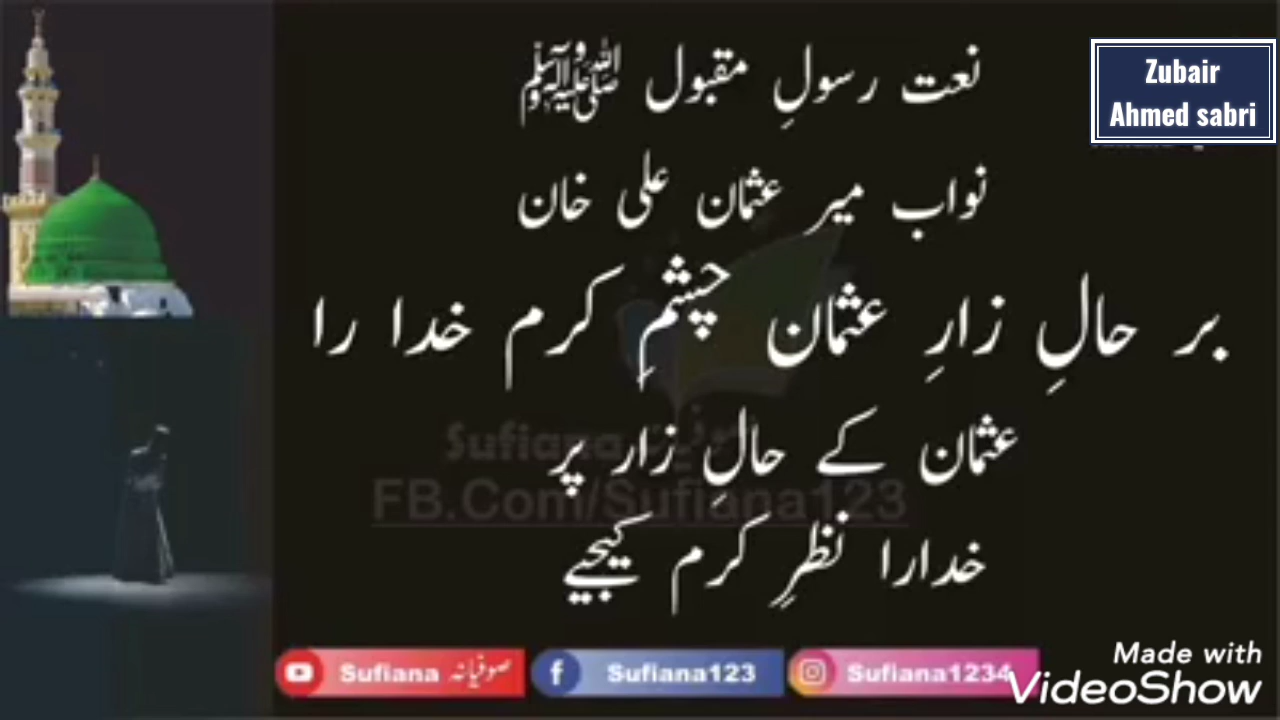 نعت رسولِ مقبول ﷺ
Zubair
Ahmed sabri
نواب میر عثمان علی خان
بر حالِ زارِ عثمان چشمِ کرم خدا را
عثمان کے حالِ زار پر
Sufiana صوفیانہ
FB.Com/Sufiana123
خدارا نظرِ کرم کیجیے
Sufiana صوفیانہ
Sufiana123
Sufiana1234
Made with
VideoShow